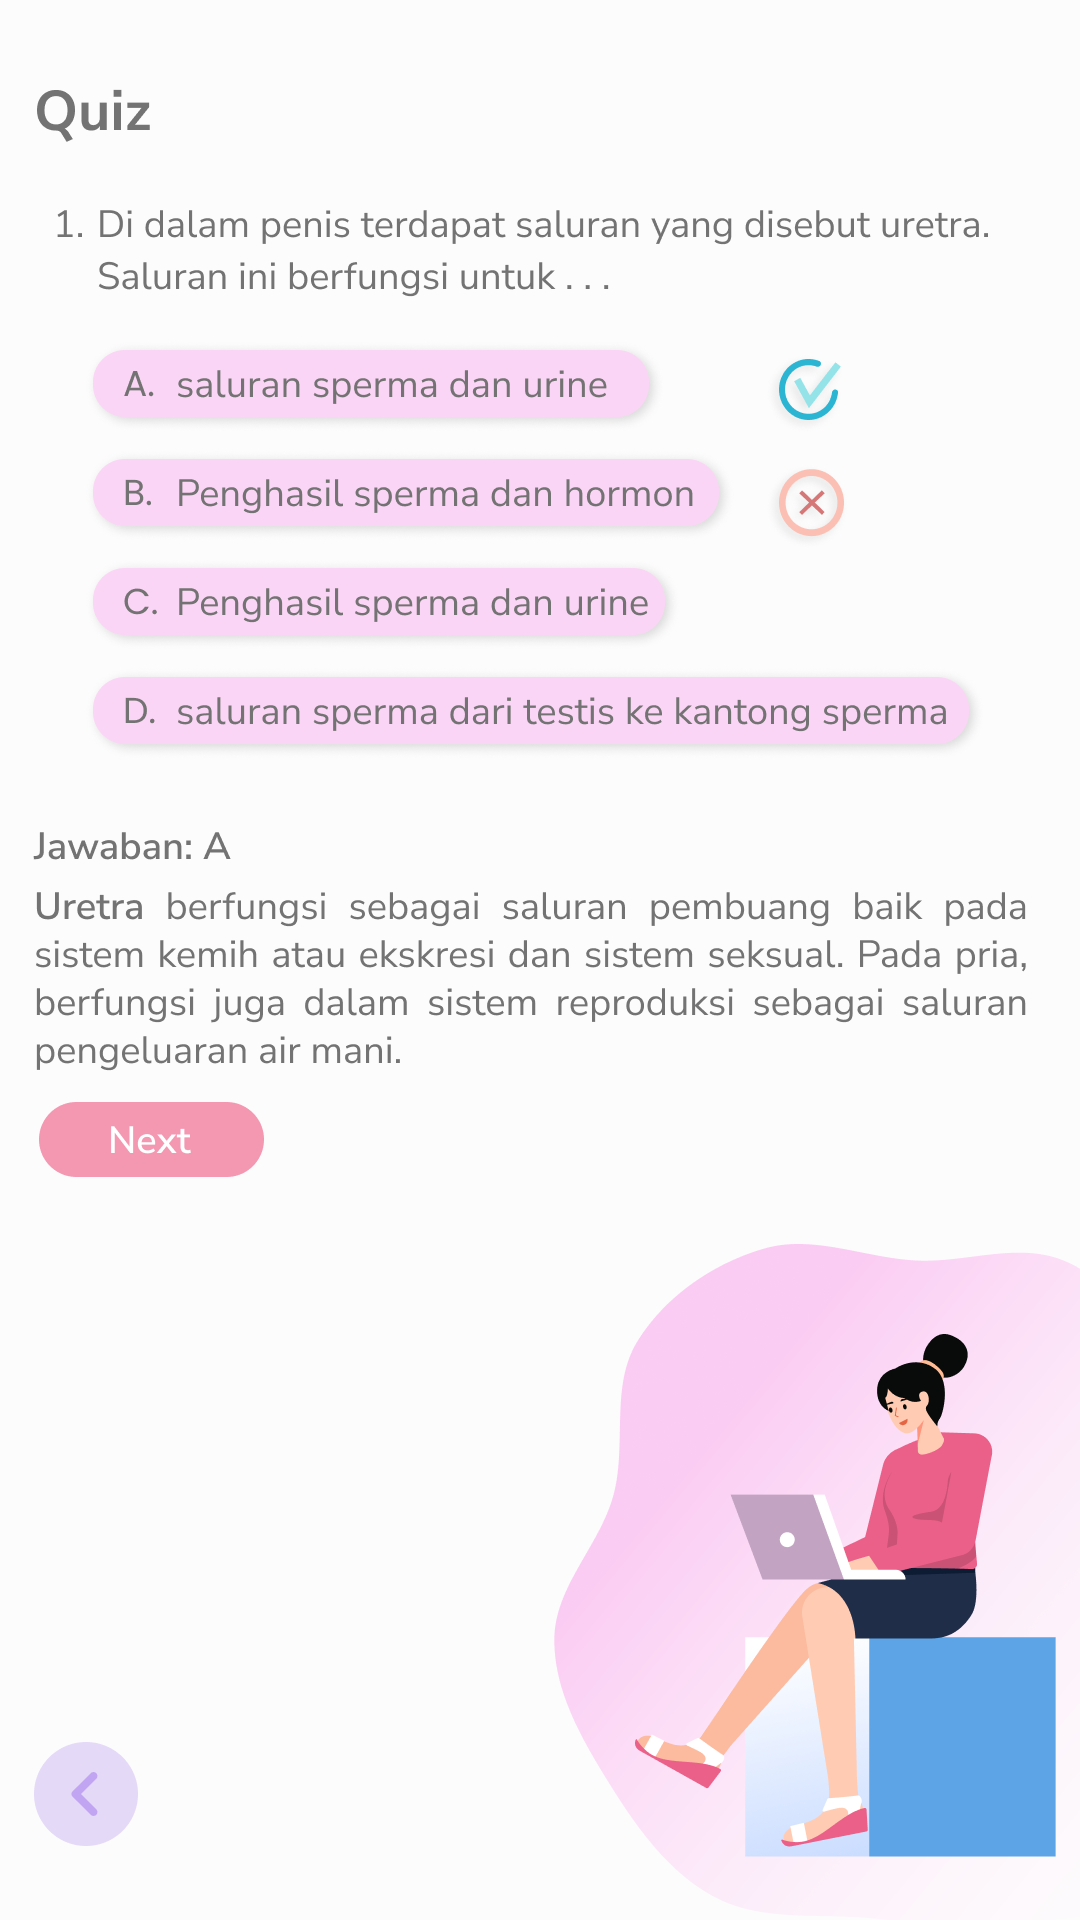 Quiz
1. Di dalam penis terdapat saluran yang disebut uretra.
Saluran ini berfungsi untuk . . .
A. saluran sperma dan urine
B. Penghasil sperma dan hormon
C. Penghasil sperma dan urine
D. saluran sperma dari testis ke kantong sperma
Jawaban: A
Uretra berfungsi sebagai saluran pembuang baik pada
sistem kemih atau ekskresi dan sistem seksual. Pada pria,
berfungsi juga dalam sistem reproduksi sebagai saluran
pengeluaran air mani.
Next